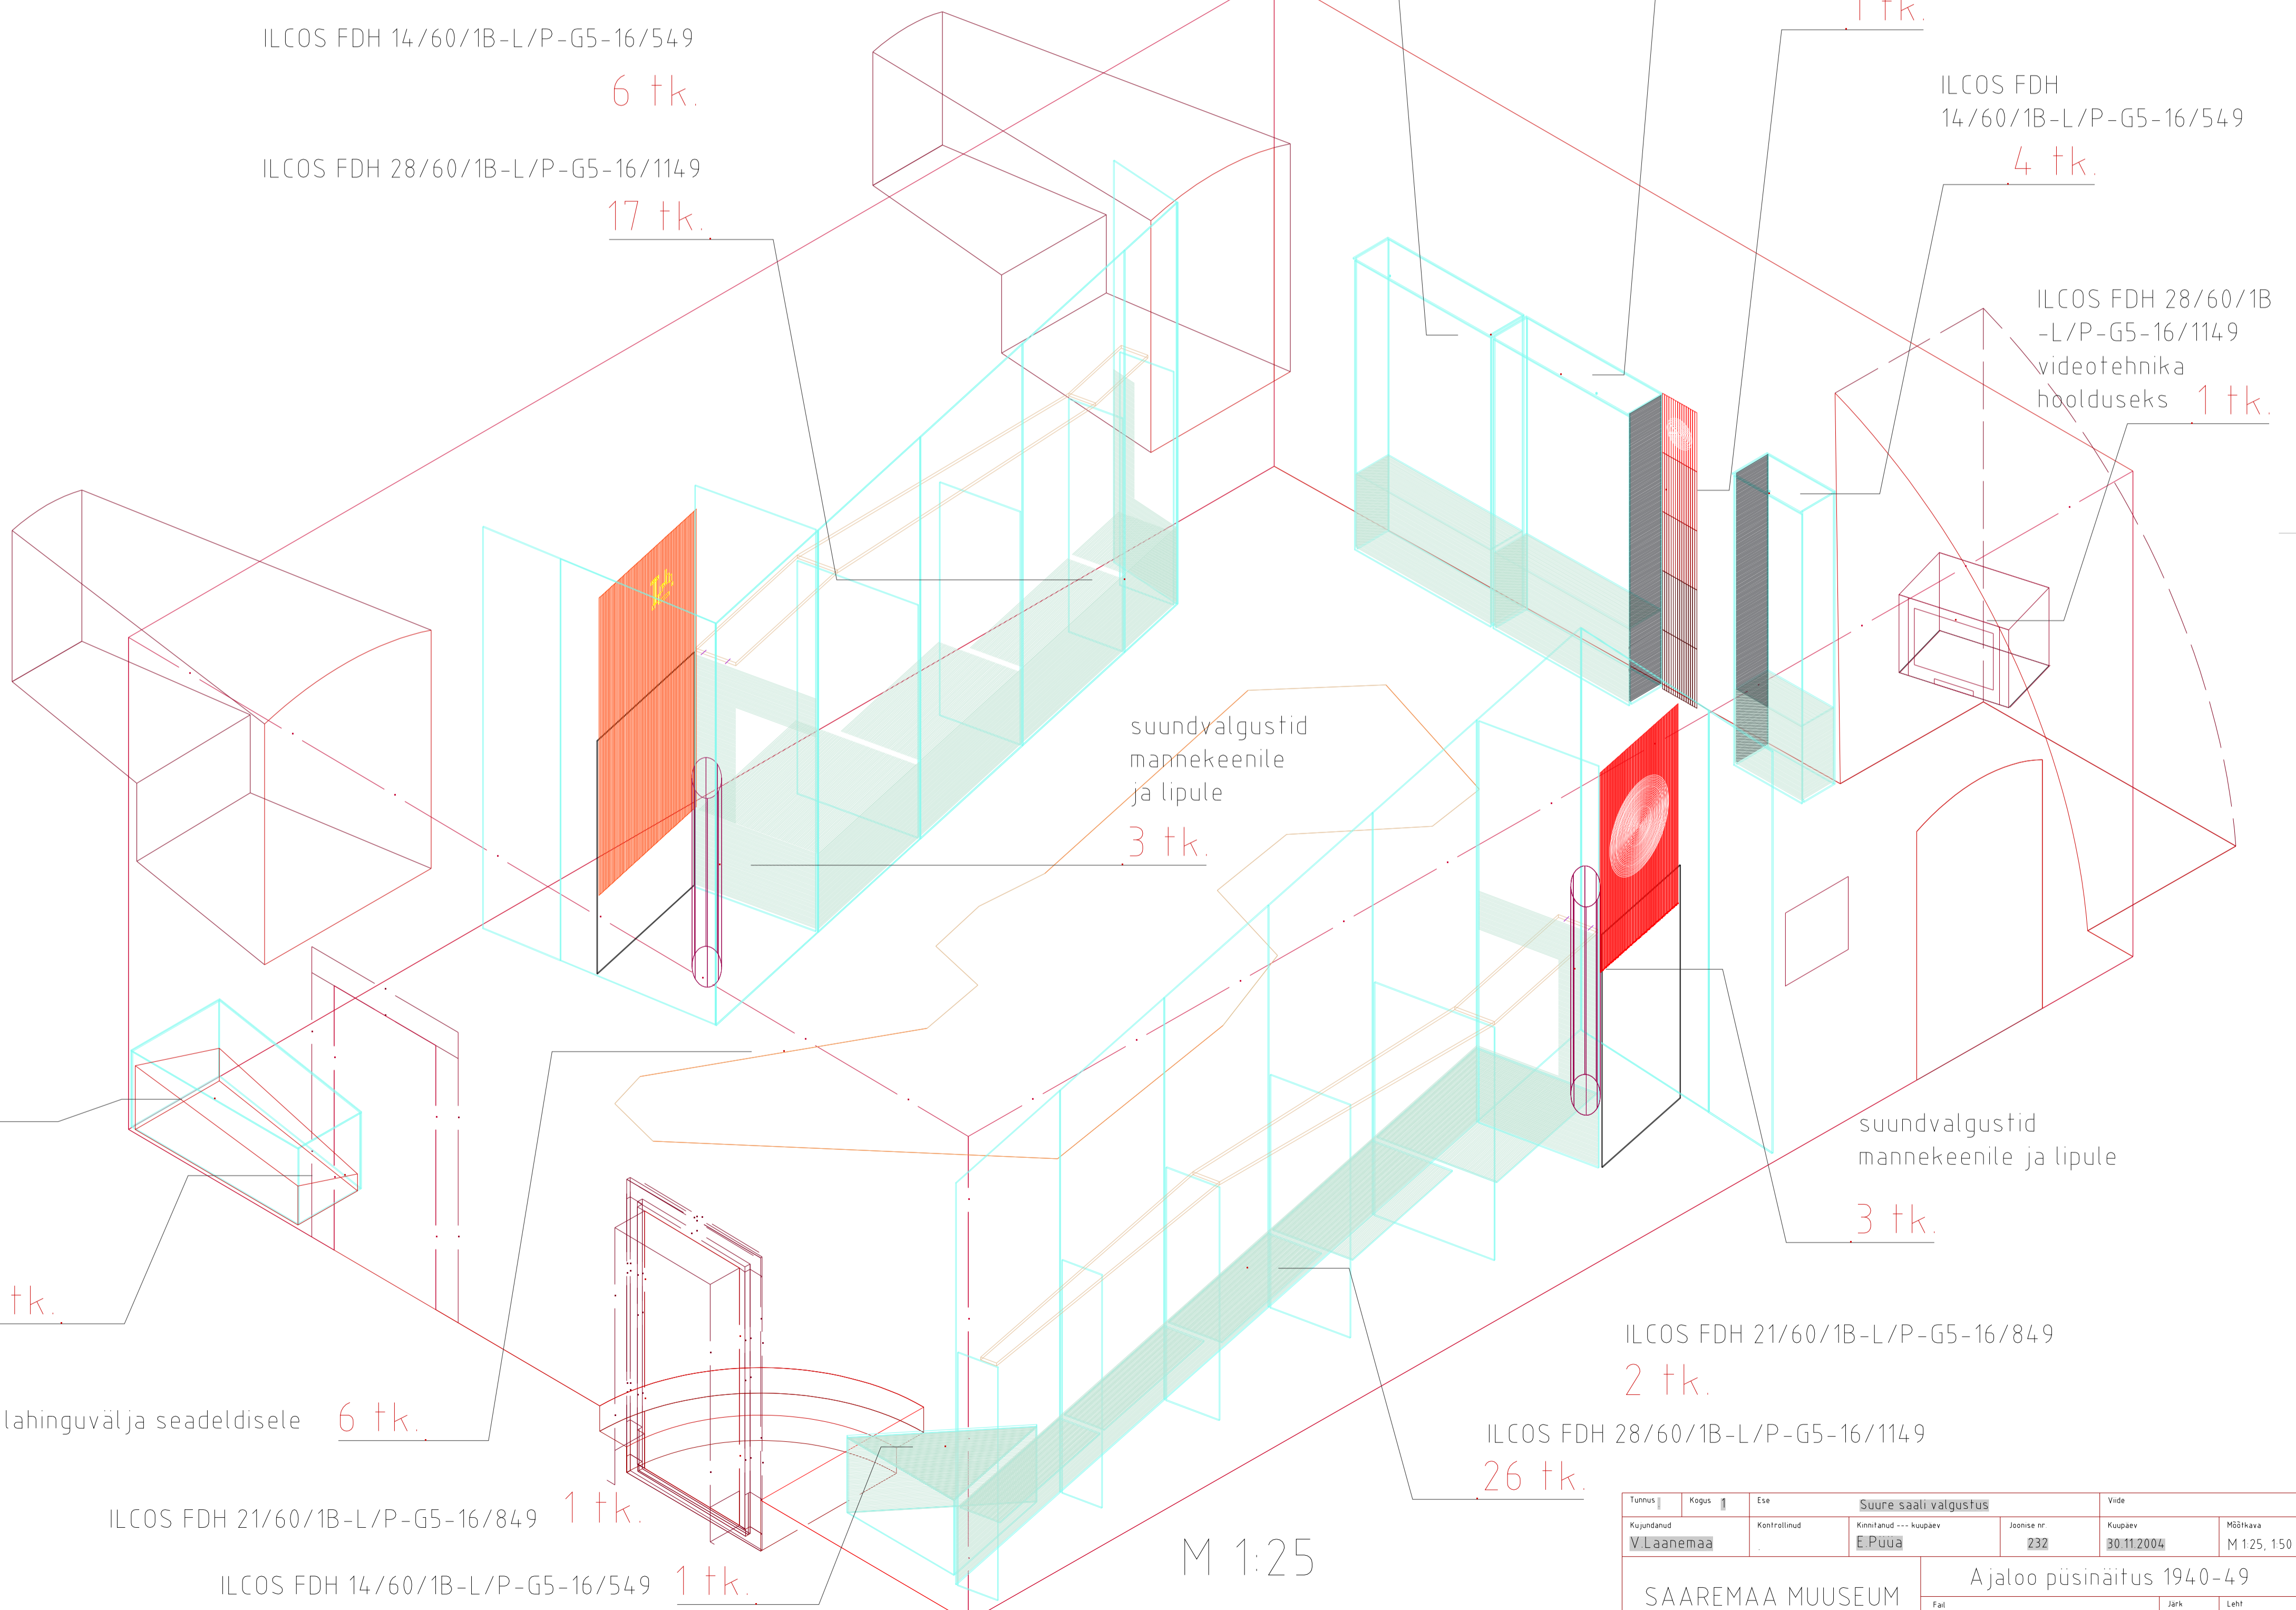 ILCOS FDH 14/60/1B-L/P-G5-16/549
6 tk.
ILCOS FDH 28/60/1B-L/P-G5-16/1149
17 tk.
1 tk.
ILCOS FDH
14/60/1B-L/P-G5-16/549
4 tk.
ILCOS FDH 28/60/1B
-L/P-G5-16/1149
videotehnika
hoolduseks 1 tk.
suundvalgustid
mannekeenile
ja lipule
3 tk.
suundvalgustid
mannekeenile ja lipule
3 tk.
tk.
lahinguvälja seadeldisele 6 tk.
ILCOS FDH 21/60/1B-L/P-G5-16/849 1 tk.
ILCOS FDH 14/60/1B-L/P-G5-16/549 1 tk.
M 1:25
ILCOS FDH 21/60/1B-L/P-G5-16/849
2 tk.
ILCOS FDH 28/60/1B-L/P-G5-16/1149
26 tk.
Tunnus Kogus 1 Ese Suure saali valgustus Viide
Kujundanud Kontrollinud Kinnitanud --- kuupäev Joonise nr Kuupäev Mõõtkava
V.Laanemaa E.Püüa 232 30.11.2004 M 1:25, 1:50
SAAREMAA MUUSEUM Ajaloo püsinäitus 1940-49
Fail Järk Leht